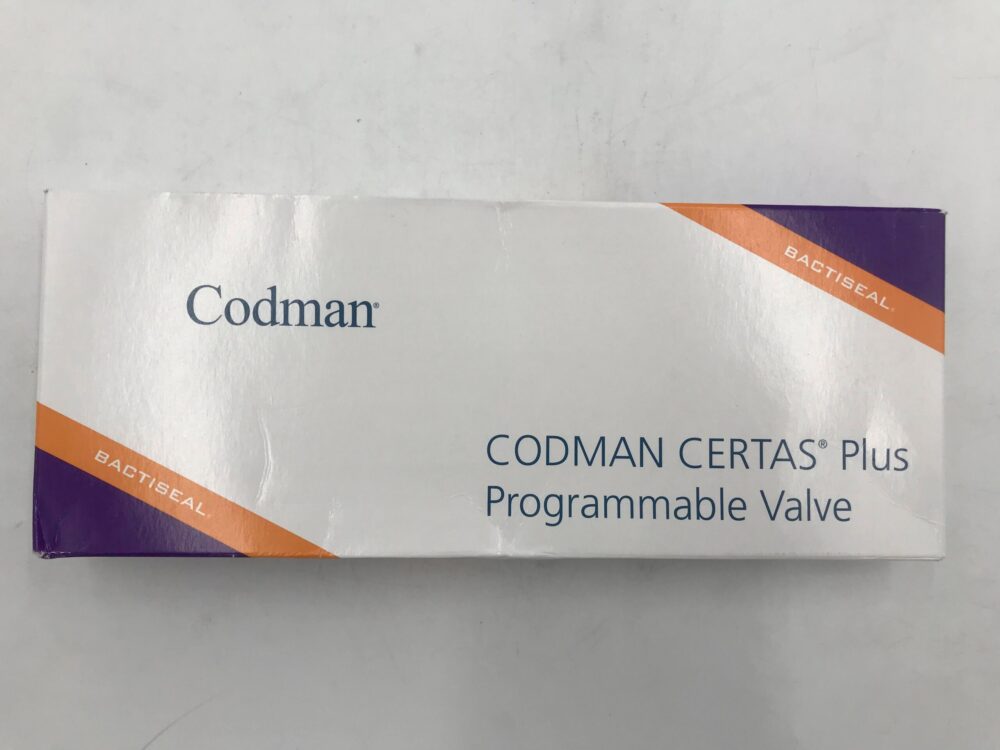 BACTISEAL.
Codman®
CODMAN CERTAS® Plus
Programmable Valve
BACTISEAL.